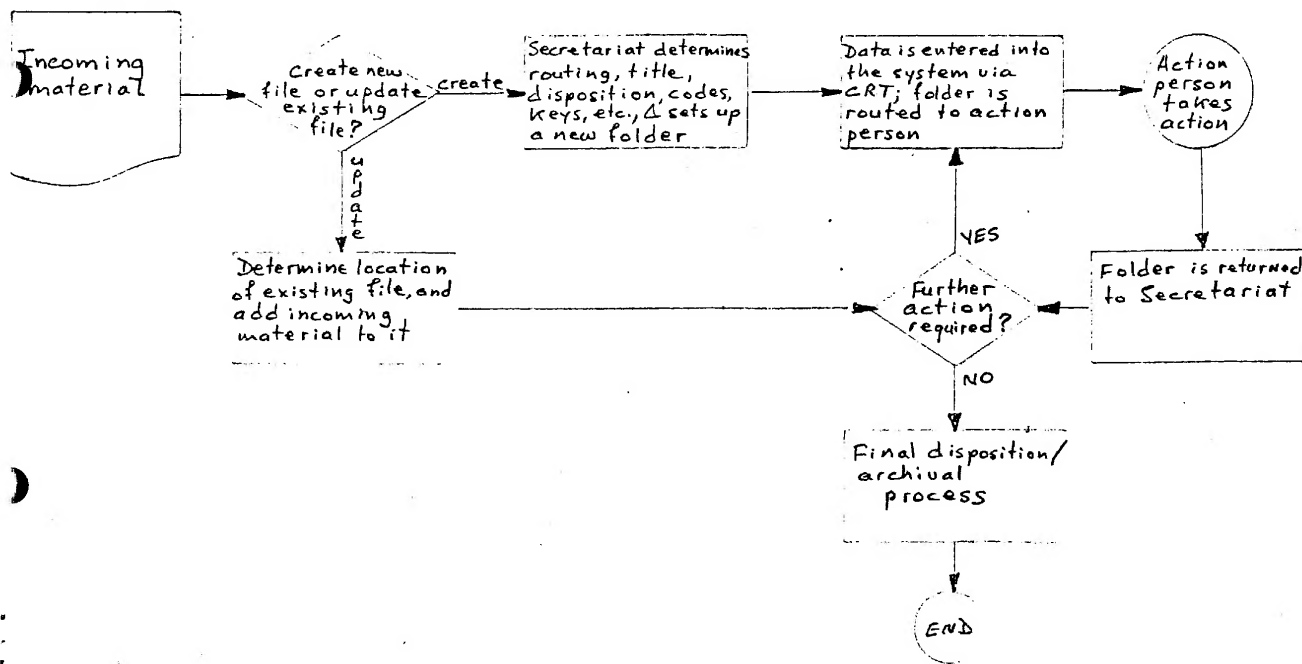 Incoming
material
Create new
file or update
existing
file?
create
Secretariat determines
routing, title,
disposition, codes,
keys, etc., & sets up
a new folder
Data is entered into
the system via
CRT; folder is
routed to action
person
Action
person
takes
action
update
Determine location
of existing file, and
add incoming
material to it
YES
Further
action
required?
Folder is returned
to Secretariat
NO
Final disposition/
archival
process
END